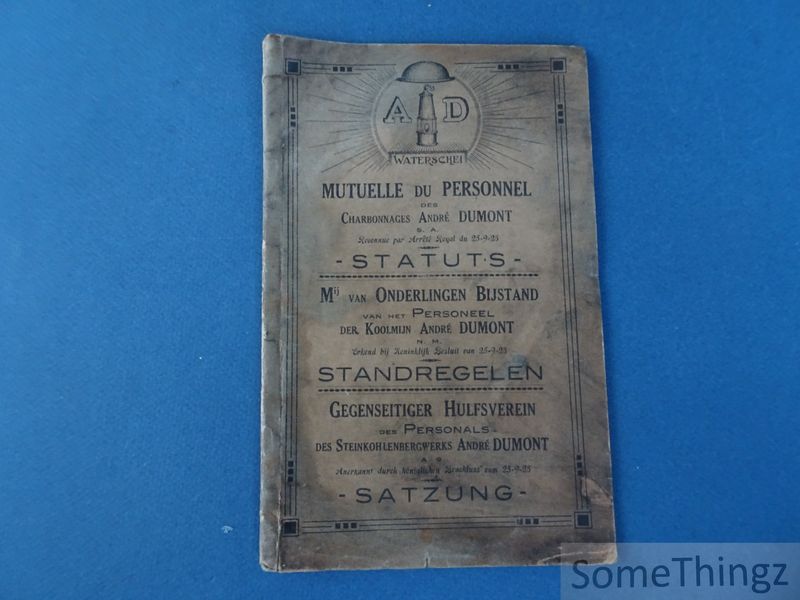 A D
WATERSCHEI
MUTUELLE DU PERSONNEL
DES
CHARBONNAGES ANDRÉ DUMONT
S. A.
Reconnue par Arrêté Royal du 25-9-25
- STATUTS -
Mij VAN ONDERLINGEN BIJSTAND
VAN HET PERSONEEL
DER KOOLMIJN ANDRÉ DUMONT
N. M.
Erkend bij Koninklijk Besluit van 25-9-25
STANDREGELEN
GEGENSEITIGER HULFSVEREIN
DES PERSONALS
DES STEINKOHLENBERGWERKS ANDRÉ DUMONT
A G
Anerkannt durch königlichen Beschluss vom 25-9-25
- SATZUNG -
SomeThingz